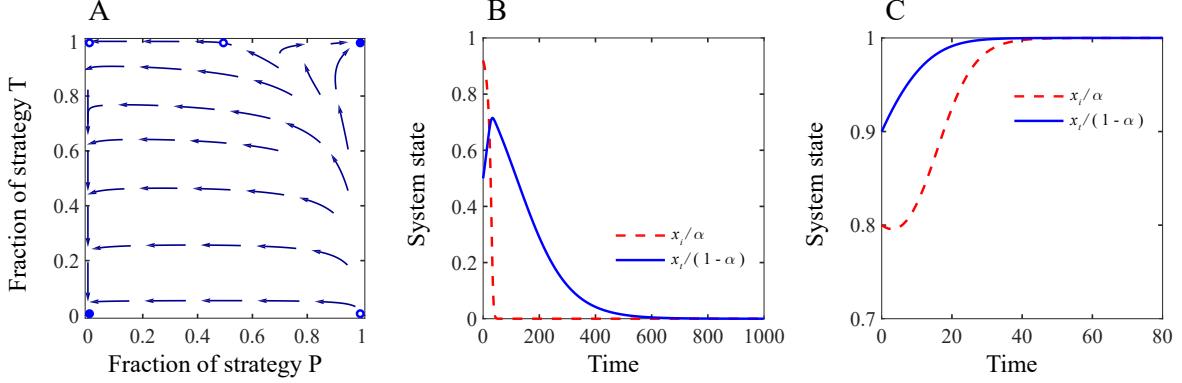 A
Fraction of strategy T
1
0.8
0.6
0.4
0.2
0
0
0.2
0.4
0.6
0.8
1
Fraction of strategy P
B
System state
1
0.8
0.6
0.4
0.2
0
x_i/α
x_t/(1-α)
0
200
400
600
800
1000
Time
C
System state
1
0.9
0.8
0.7
x_i/α
x_t/(1-α)
0
20
40
60
80
Time